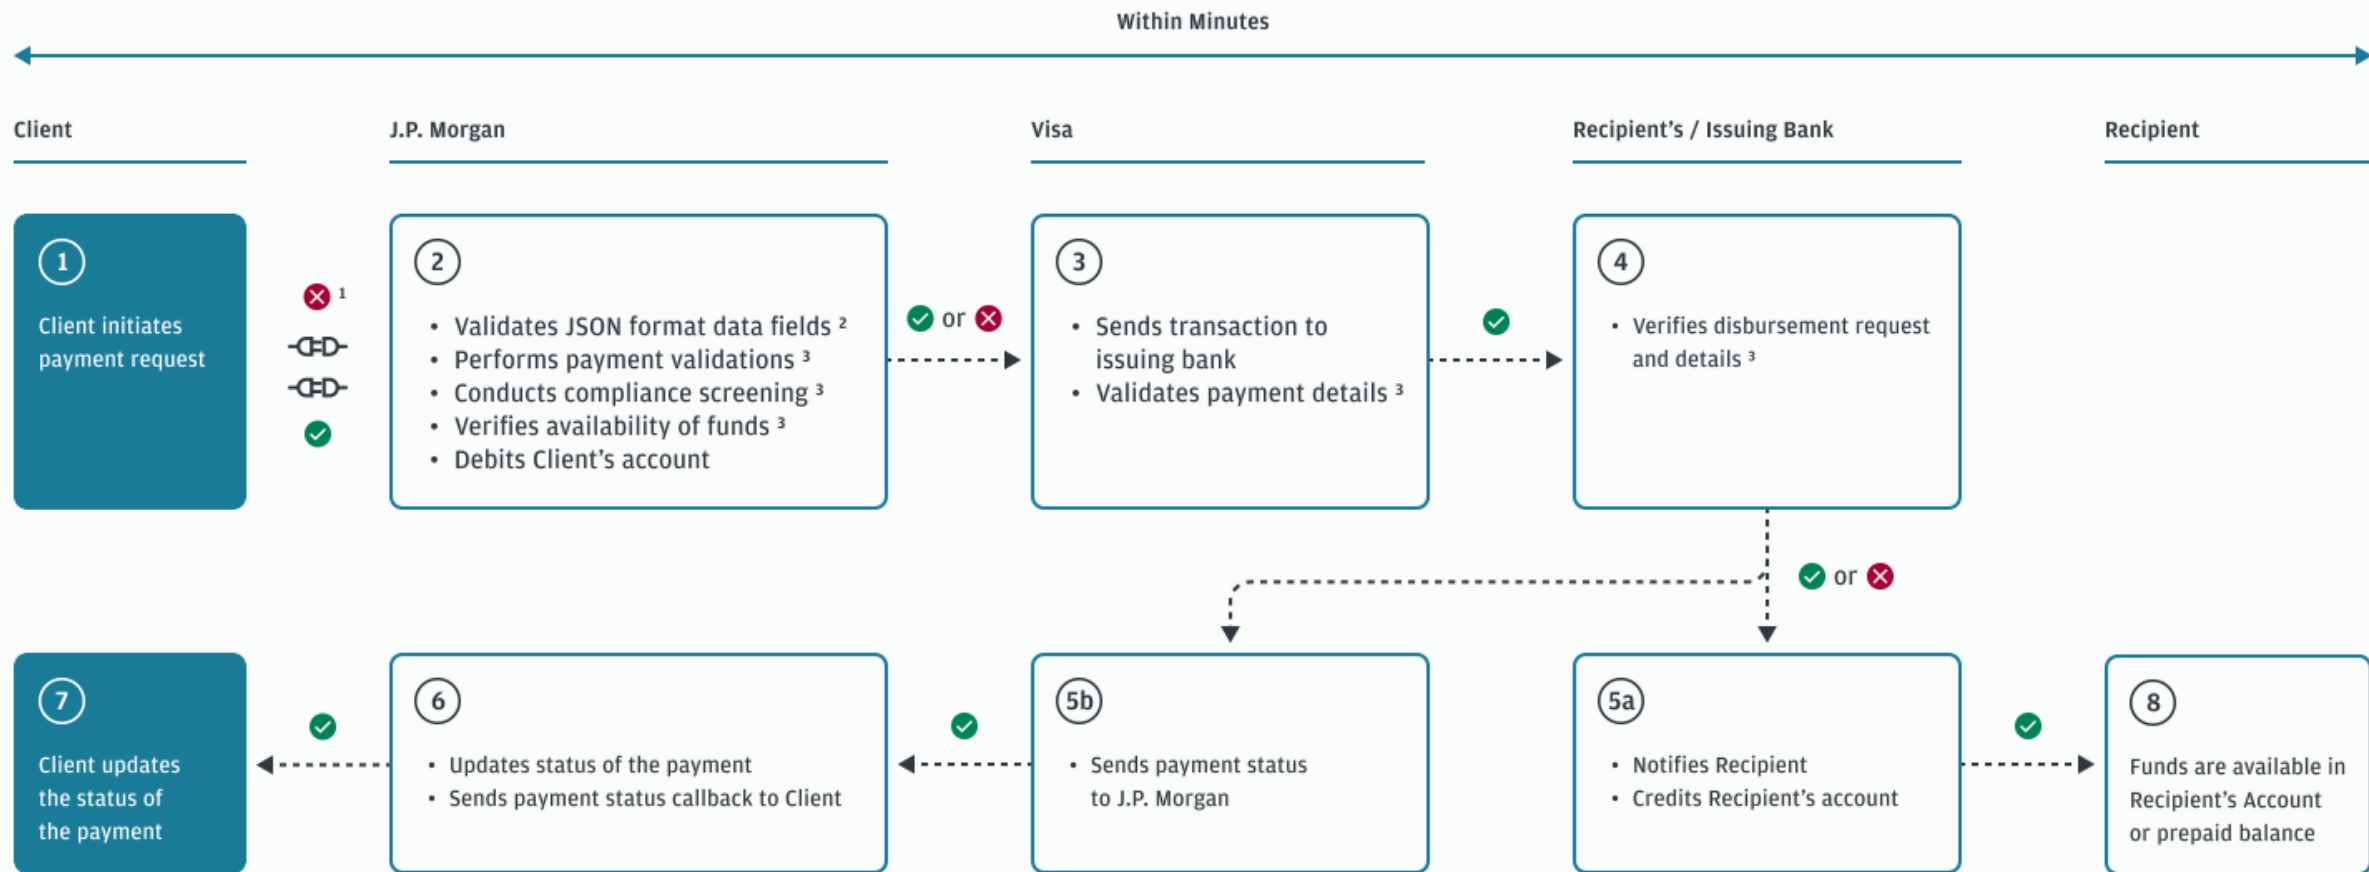 Within Minutes
Client
J.P. Morgan
Visa
Recipient's / Issuing Bank
Recipient
1
Client initiates
payment request
1
2
• Validates JSON format data fields ²
• Performs payment validations ³
• Conducts compliance screening ³
• Verifies availability of funds ³
• Debits Client's account
or
3
• Sends transaction to
issuing bank
• Validates payment details ³
4
• Verifies disbursement request
and details ³
or
7
Client updates
the status of
the payment
6
• Updates status of the payment
• Sends payment status callback to Client
5b
• Sends payment status
to J.P. Morgan
5a
• Notifies Recipient
• Credits Recipient's account
8
Funds are available in
Recipient's Account
or prepaid balance